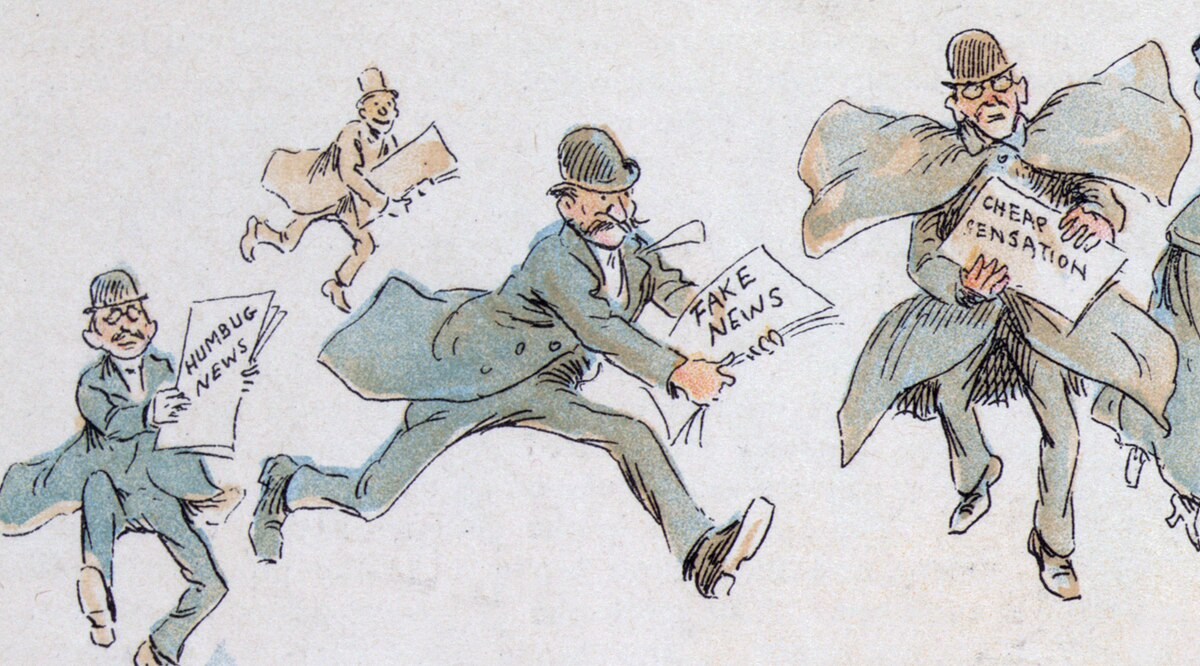 HUMBUG
NEWS
FAKE
NEWS
CHEAP
SENSATION